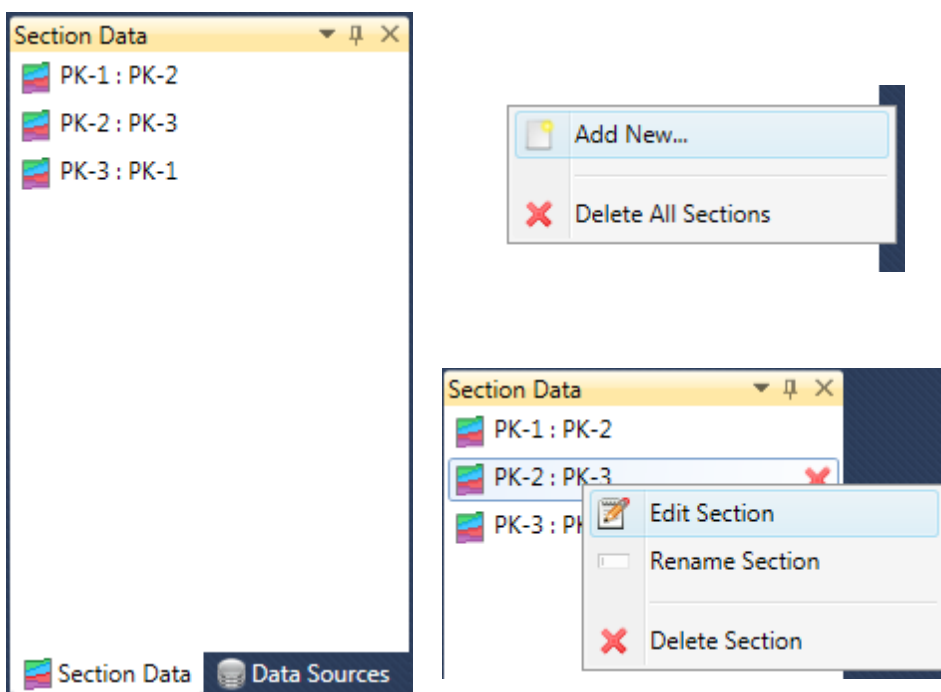 Section Data
PK-1 : PK-2
PK-2 : PK-3
PK-3 : PK-1
Section Data
Data Sources
Add New...
Delete All Sections
Section Data
PK-1 : PK-2
PK-2 : PK-3
PK-3 :
Edit Section
Rename Section
Delete Section